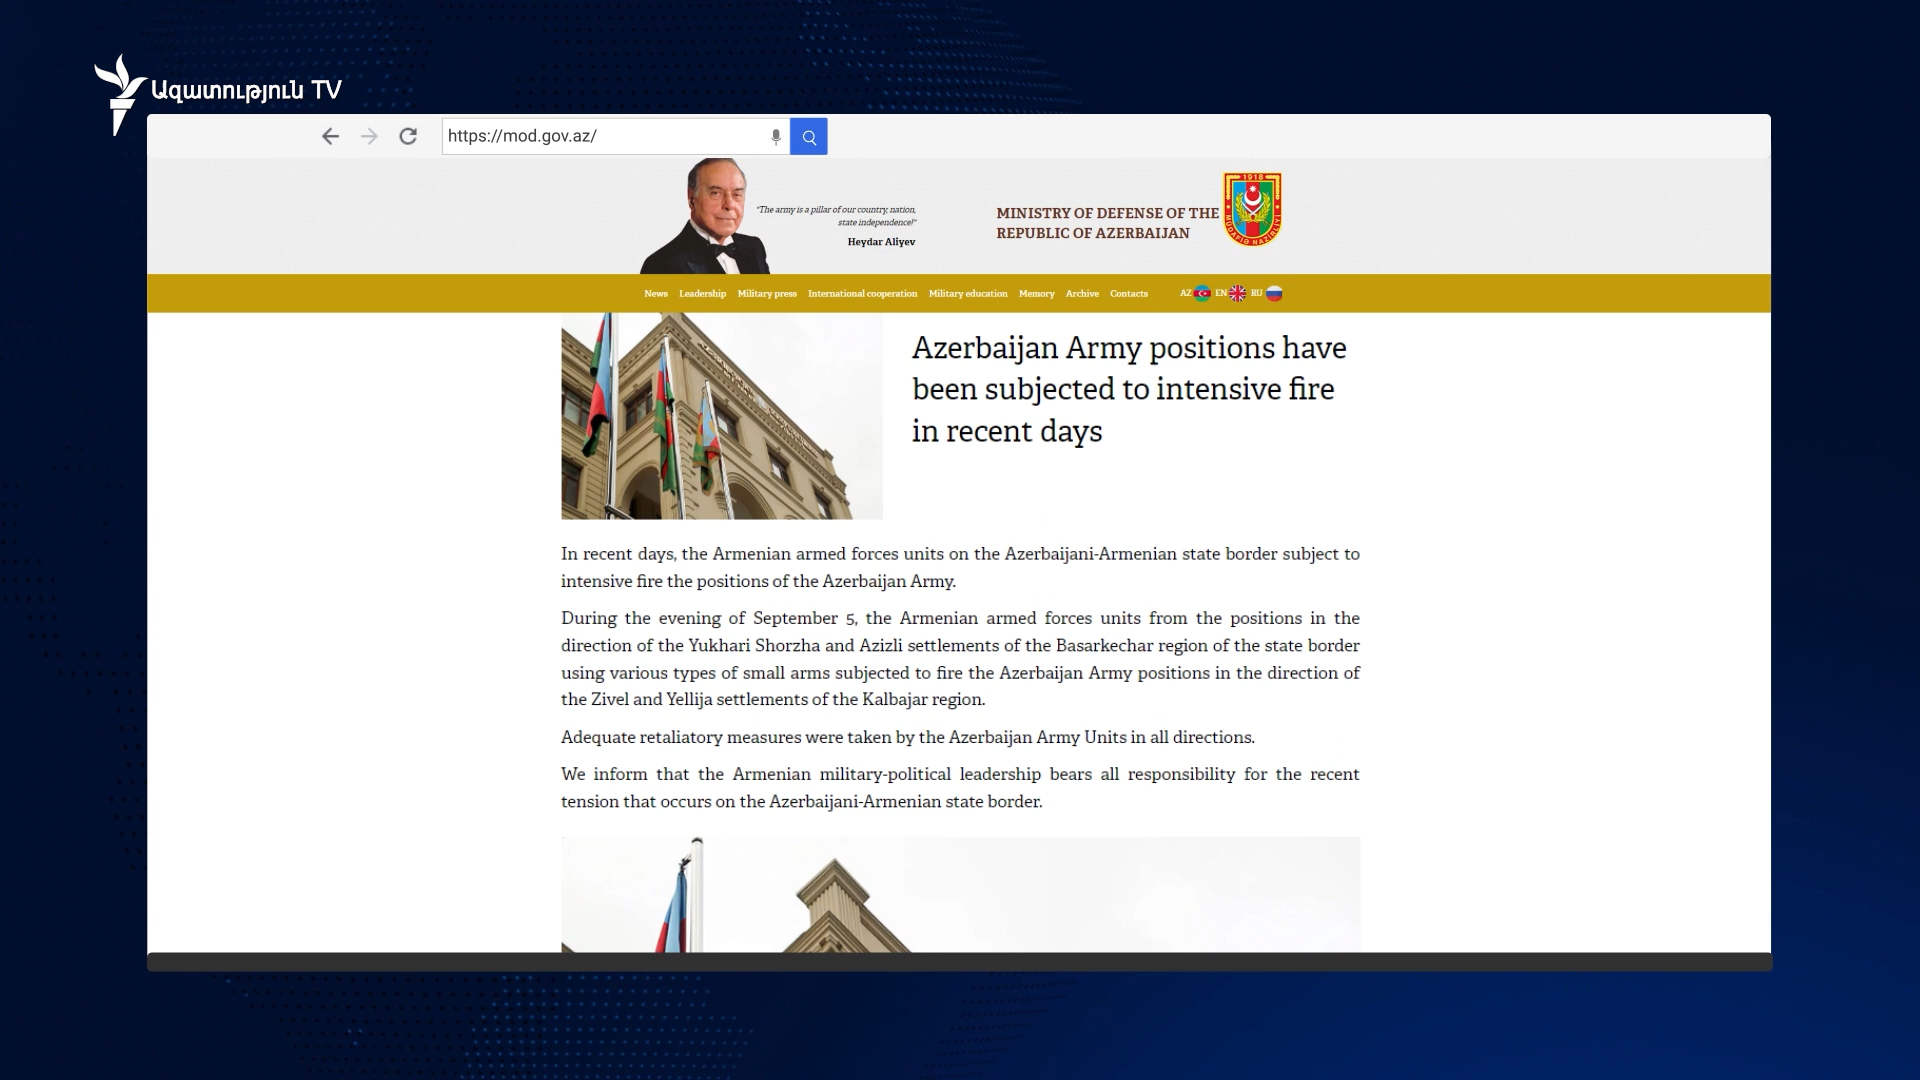 Ազատություն TV
https://mod.gov.az/
"The army is a pillar of our country, nation,
state independence!"
Heydar Aliyev
MINISTRY OF DEFENSE OF THE
REPUBLIC OF AZERBAIJAN
1918
MÜDAFİƏ NAZİRLİYİ
News Leadership Military press International cooperation Military education Memory Archive Contacts AZ EN RU
Azerbaijan Army positions have
been subjected to intensive fire
in recent days
In recent days, the Armenian armed forces units on the Azerbaijani-Armenian state border subject to
intensive fire the positions of the Azerbaijan Army.
During the evening of September 5, the Armenian armed forces units from the positions in the
direction of the Yukhari Shorzha and Azizli settlements of the Basarkechar region of the state border
using various types of small arms subjected to fire the Azerbaijan Army positions in the direction of
the Zivel and Yellija settlements of the Kalbajar region.
Adequate retaliatory measures were taken by the Azerbaijan Army Units in all directions.
We inform that the Armenian military-political leadership bears all responsibility for the recent
tension that occurs on the Azerbaijani-Armenian state border.